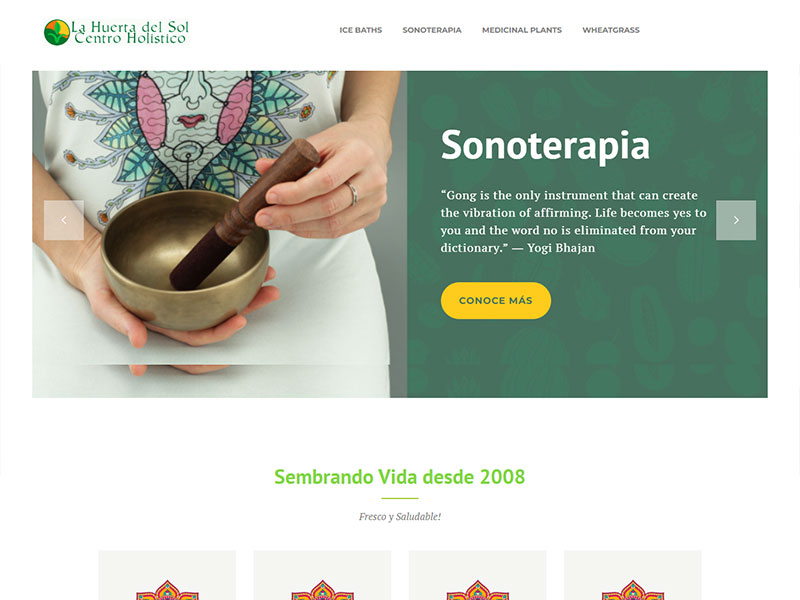 La Huerta del Sol
Centro Holístico
ICE BATHS
SONOTERAPIA
MEDICINAL PLANTS
WHEATGRASS
Sonoterapia
“Gong is the only instrument that can create
the vibration of affirming. Life becomes yes to
you and the word no is eliminated from your
dictionary.” — Yogi Bhajan
CONOCE MÁS
Sembrando Vida desde 2008
Fresco y Saludable!